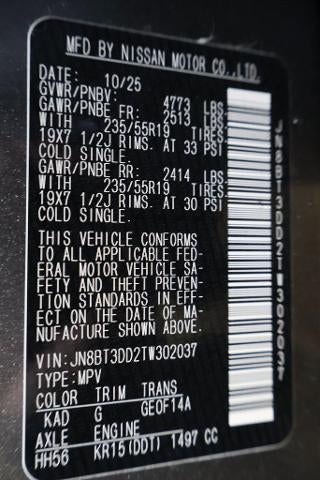 MFD BY NISSAN MOTOR CO.,LTD.
DATE: 10/25
GVWR/PNBV: 4773 LBS.
GAWR/PNBE FR: 2513 LBS.
WITH 235/55R19 TIRES.
19X7 1/2J RIMS. AT 33 PSI
COLD SINGLE.
GAWR/PNBE RR: 2414 LBS.
WITH 235/55R19 TIRES.
19X7 1/2J RIMS. AT 30 PSI
COLD SINGLE.
THIS VEHICLE CONFORMS
TO ALL APPLICABLE FED-
ERAL MOTOR VEHICLE SA-
FETY AND THEFT PREVEN-
TION STANDARDS IN EFF-
ECT ON THE DATE OF MA-
NUFACTURE SHOWN ABOVE.
VIN:JN8BT3DD2TW302037
TYPE:MPV
COLOR TRIM TRANS
KAD G GE0F14A
AXLE ENGINE
HH56 KR15(DDT) 1497 CC
JN8BT3DD2TW302037